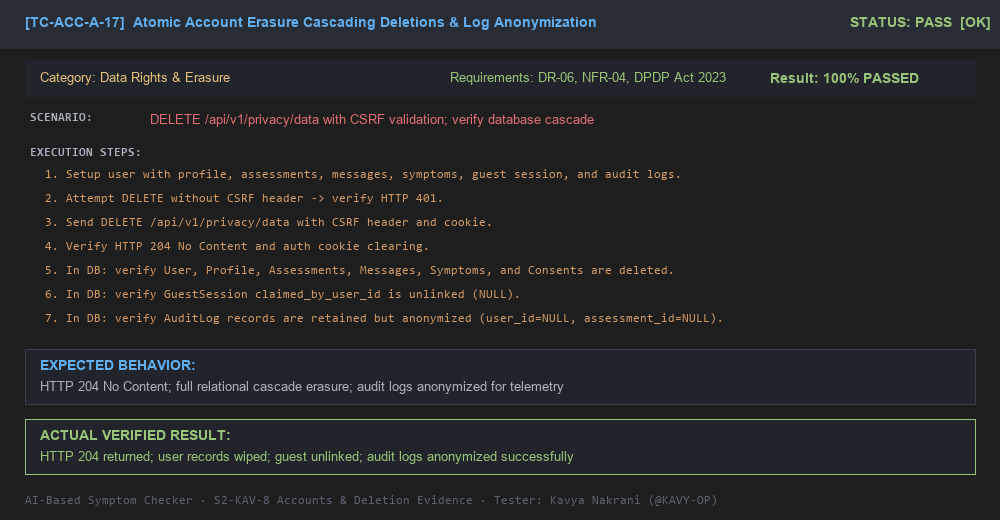 [TC-ACC-A-17] Atomic Account Erasure Cascading Deletions & Log Anonymization STATUS: PASS [OK]
Category: Data Rights & Erasure Requirements: DR-06, NFR-04, DPDP Act 2023 Result: 100% PASSED
SCENARIO: DELETE /api/v1/privacy/data with CSRF validation; verify database cascade
EXECUTION STEPS:
1. Setup user with profile, assessments, messages, symptoms, guest session, and audit logs.
2. Attempt DELETE without CSRF header -> verify HTTP 401.
3. Send DELETE /api/v1/privacy/data with CSRF header and cookie.
4. Verify HTTP 204 No Content and auth cookie clearing.
5. In DB: verify User, Profile, Assessments, Messages, Symptoms, and Consents are deleted.
6. In DB: verify GuestSession claimed_by_user_id is unlinked (NULL).
7. In DB: verify AuditLog records are retained but anonymized (user_id=NULL, assessment_id=NULL).
EXPECTED BEHAVIOR:
HTTP 204 No Content; full relational cascade erasure; audit logs anonymized for telemetry
ACTUAL VERIFIED RESULT:
HTTP 204 returned; user records wiped; guest unlinked; audit logs anonymized successfully
AI-Based Symptom Checker · S2-KAV-8 Accounts & Deletion Evidence · Tester: Kavya Nakrani (@KAVY-OP)